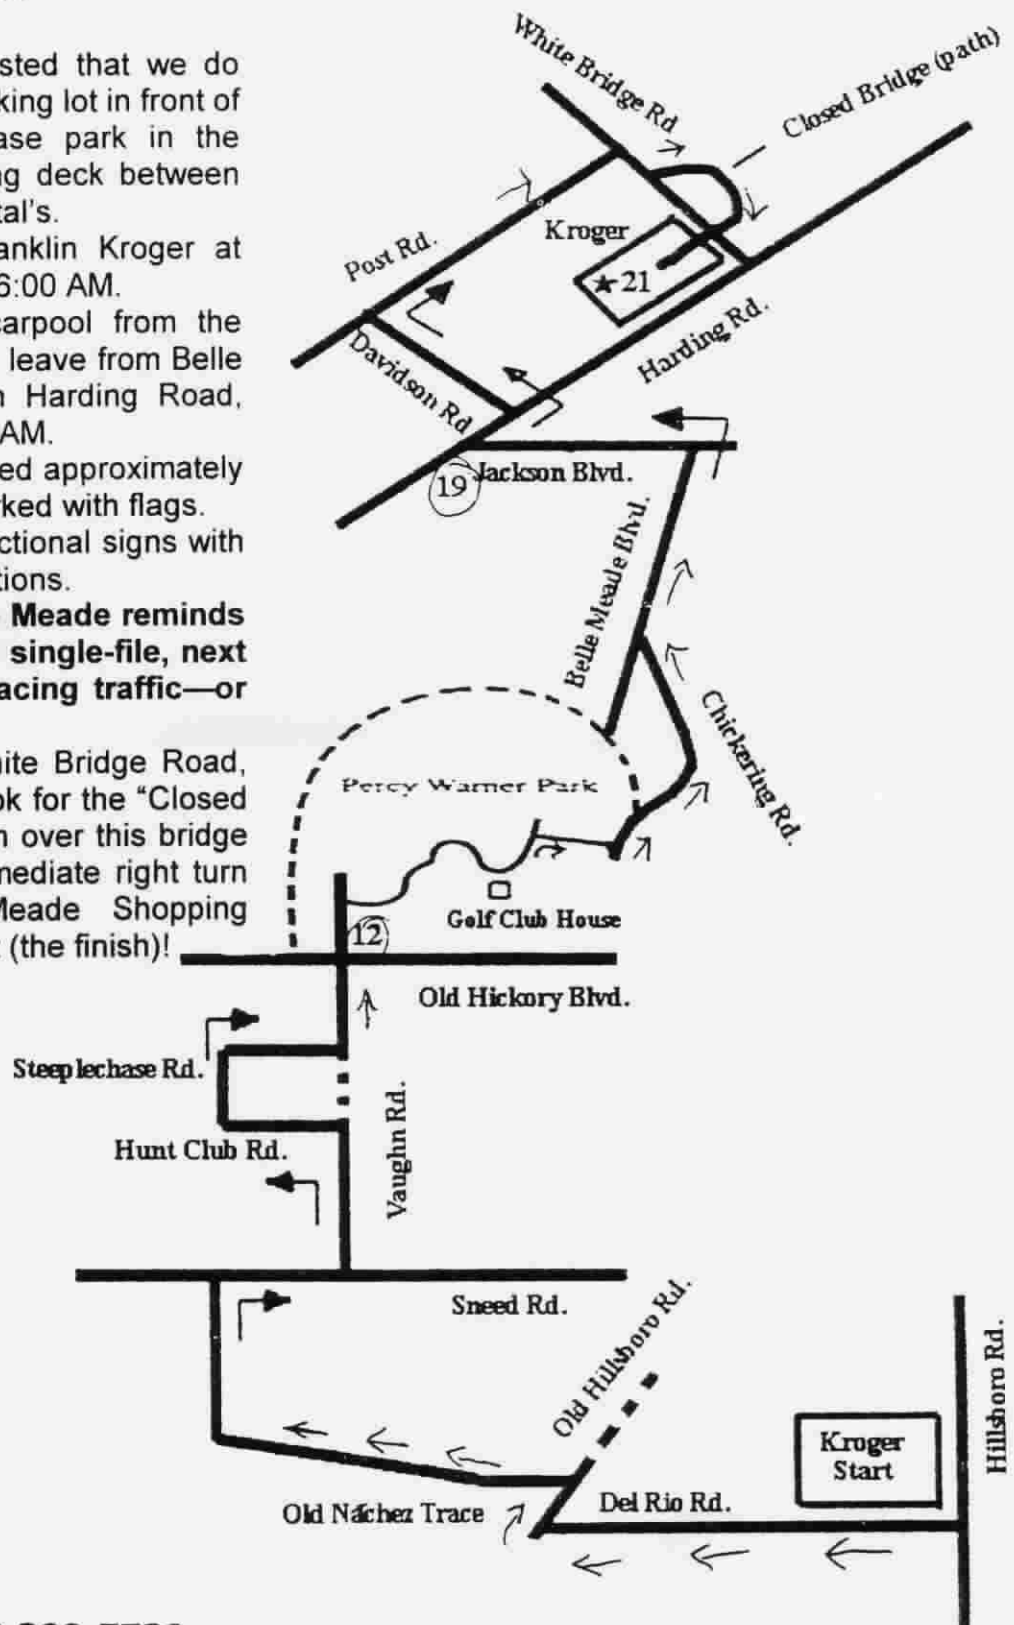 sted that we do
king lot in front of
ase park in the
g deck between
tal's.
anklin Kroger at
6:00 AM.
carpool from the
leave from Belle
Harding Road,
AM.
ed approximately
ked with flags.
ctional signs with
tions.
Meade reminds
single-file, next
acing traffic—or
ite Bridge Road,
ok for the "Closed
over this bridge
mediate right turn
Meade Shopping
(the finish)!
White Bridge Rd
Closed Bridge (path)
Kroger
★21
Post Rd.
Harding Rd.
Davidson Rd
19
Jackson Blvd.
Belle Meade Blvd.
Chickering Rd.
Percy Warner Park
Golf Club House
12
Old Hickory Blvd.
Steeplechase Rd.
Hunt Club Rd.
Vaughn Rd.
Sneed Rd.
Old Hillsboro Rd.
Hillsboro Rd.
Kroger
Start
Del Rio Rd.
Old Nachez Trace